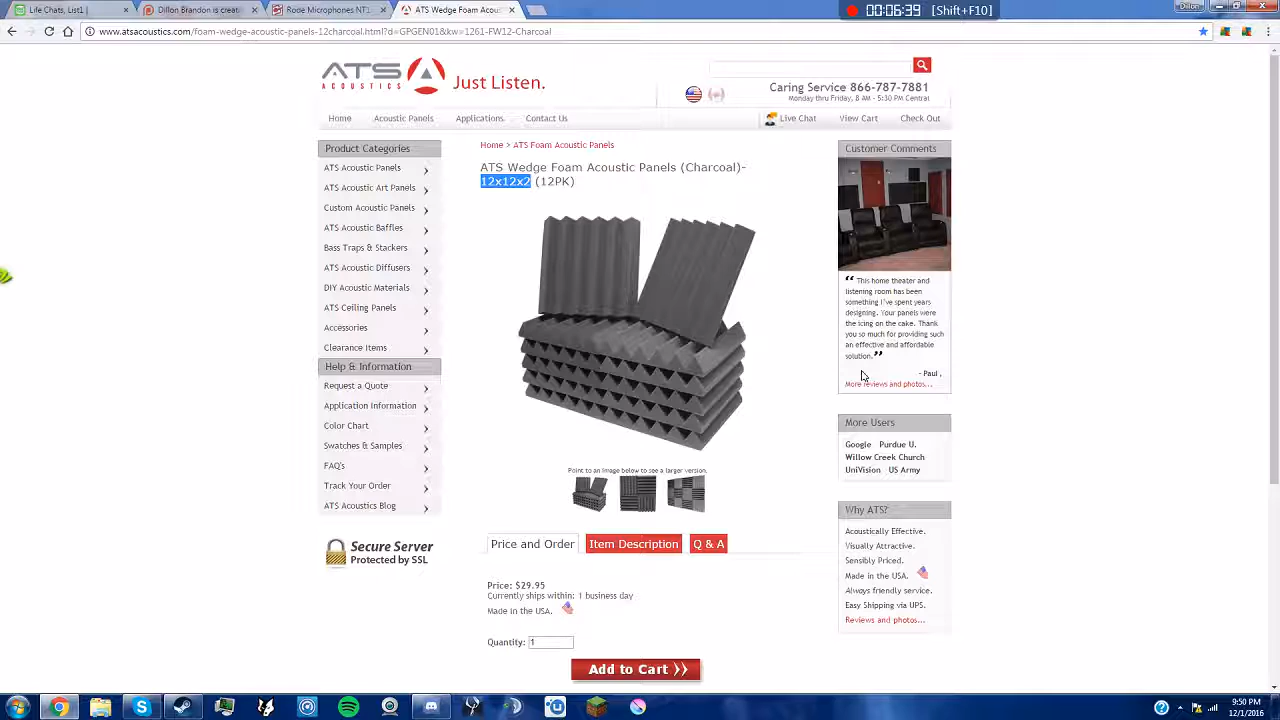 Life Chats, List1
Dillon Brandon is creat
Rode Microphones NT1
ATS Wedge Foam Acous
Dillon
00:06:39 [Shift+F10]
www.atsacoustics.com/foam-wedge-acoustic-panels-12charcoal.html?d=GPGEN01&kw=1261-FW12-Charcoal
ATS
ACOUSTICS
Just Listen.
Caring Service 866-787-7881
Monday thru Friday, 8 AM - 5:30 PM Central
Home
Acoustic Panels
Applications
Contact Us
Live Chat
View Cart
Check Out
Product Categories
ATS Acoustic Panels
ATS Acoustic Art Panels
Custom Acoustic Panels
ATS Acoustic Baffles
Bass Traps & Stackers
ATS Acoustic Diffusers
DIY Acoustic Materials
ATS Ceiling Panels
Accessories
Clearance Items
Help & Information
Request a Quote
Application Information
Color Chart
Swatches & Samples
FAQ's
Track Your Order
ATS Acoustics Blog
Secure Server
Protected by SSL
Home > ATS Foam Acoustic Panels
ATS Wedge Foam Acoustic Panels (Charcoal)-
12x12x2 (12PK)
Point to an image below to see a larger version.
Price and Order
Item Description
Q & A
Price: $29.95
Currently ships within: 1 business day
Made in the USA.
Quantity: 1
Add to Cart
Customer Comments
“ This home theater and
listening room has been
something I've spent years
designing. Your panels were
the icing on the cake. Thank
you so much for providing such
an effective and affordable
solution.”
- Paul ,
More reviews and photos...
More Users
Google Purdue U.
Willow Creek Church
UniVision US Army
Why ATS?
Acoustically Effective.
Visually Attractive.
Sensibly Priced.
Made in the USA.
Always friendly service.
Easy Shipping via UPS.
Reviews and photos...
9:50 PM
12/1/2016